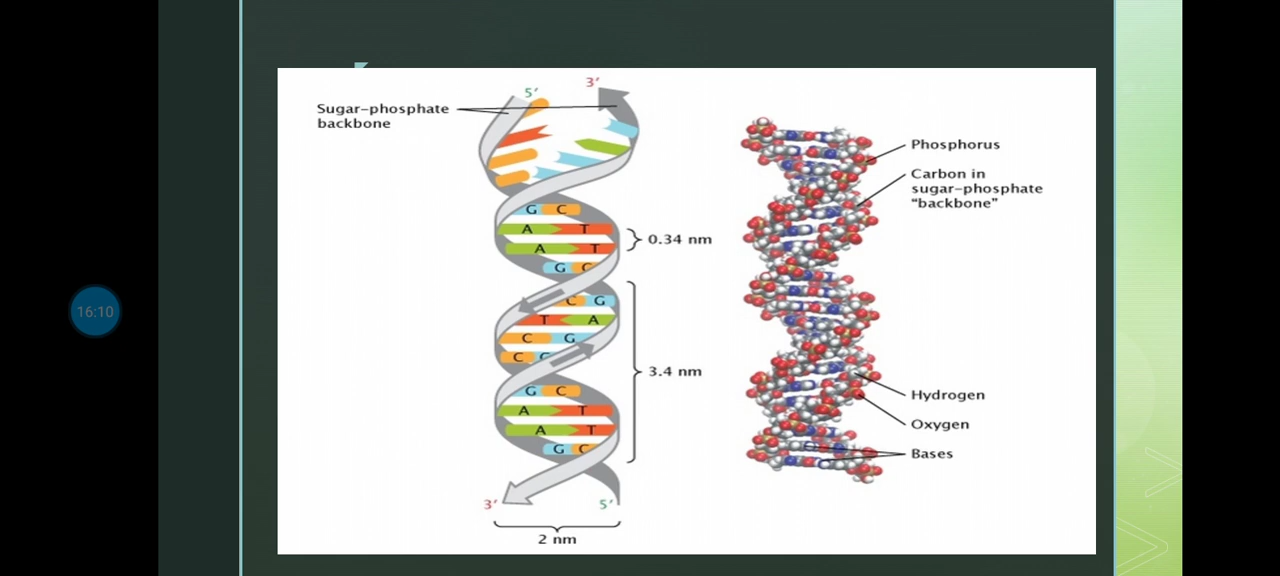 3′
5′
Sugar–phosphate
backbone
G C
A T
A T
G C
C G
T A
C G
C G
G C
A T
A T
G C
3′ 5′
2 nm
0.34 nm
3.4 nm
Phosphorus
Carbon in
sugar–phosphate
“backbone”
Hydrogen
Oxygen
Bases
16:10